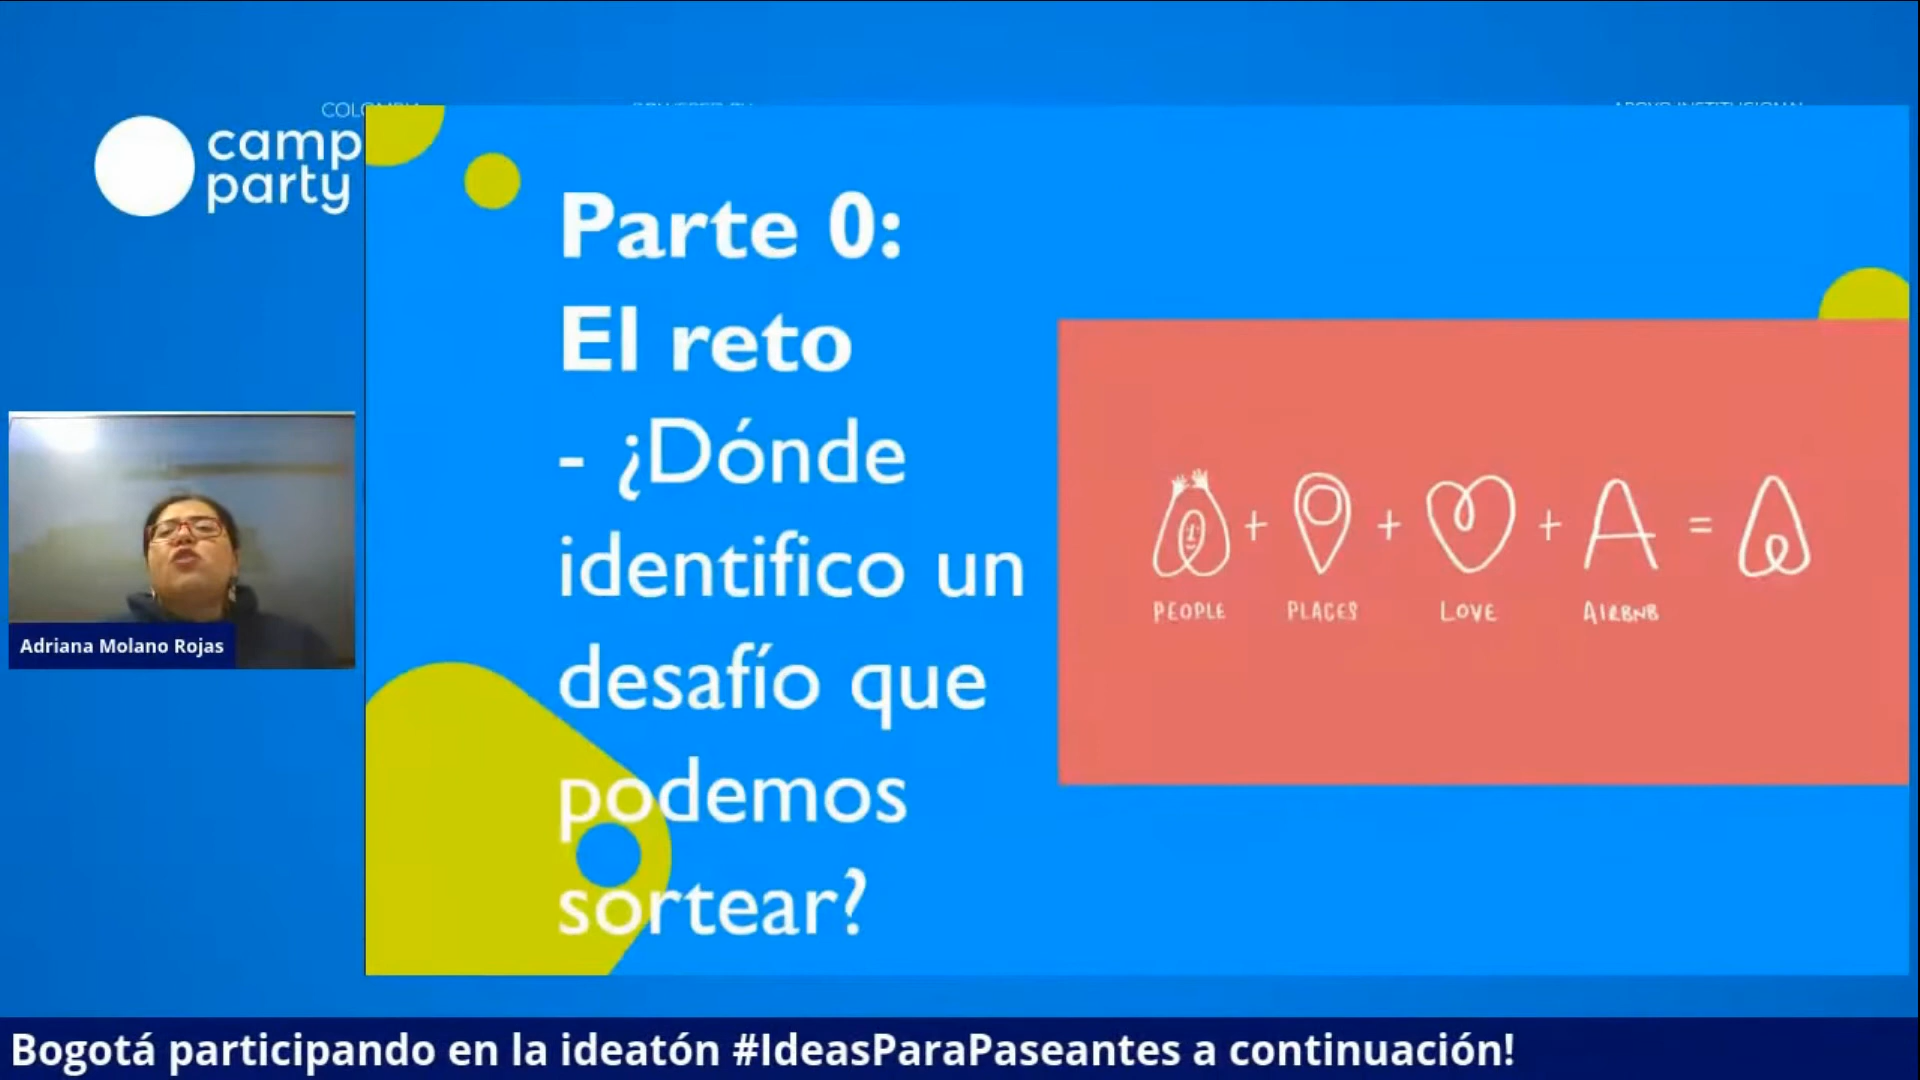 camp
party
Parte 0:
El reto
- ¿Dónde
identifico un
desafío que
podemos
sortear?
PEOPLE + PLACES + LOVE + AIRBNB =
Adriana Molano Rojas
Bogotá participando en la ideatón #IdeasParaPaseantes a continuación!